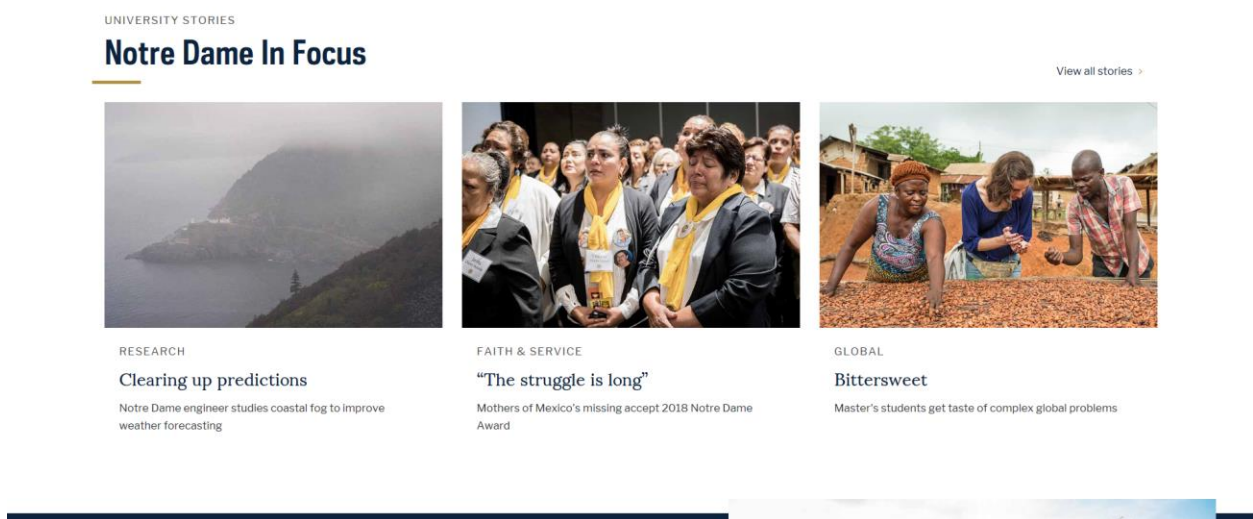 UNIVERSITY STORIES
Notre Dame In Focus
View all stories >
RESEARCH
Clearing up predictions
Notre Dame engineer studies coastal fog to improve
weather forecasting
FAITH & SERVICE
“The struggle is long”
Mothers of Mexico's missing accept 2018 Notre Dame
Award
GLOBAL
Bittersweet
Master's students get taste of complex global problems